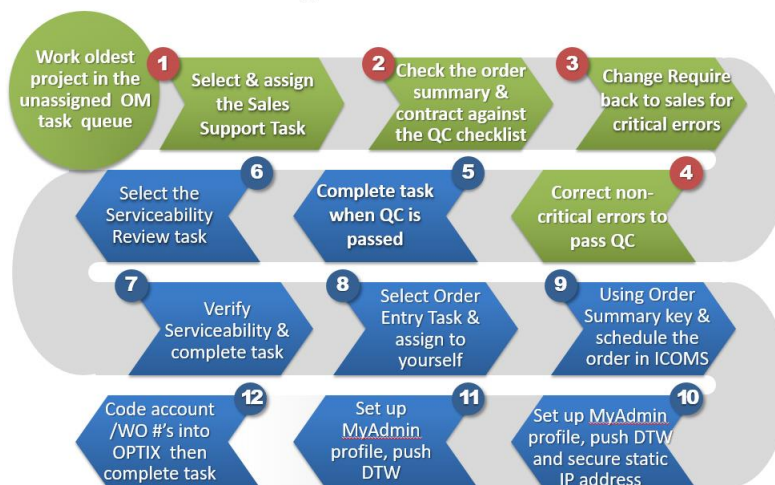 Work oldest
project in the
unassigned OM
task queue
1
Select & assign
the Sales
Support Task
2
Check the order
summary &
contract against
the QC checklist
3
Change Require
back to sales for
critical errors
4
Correct non-
critical errors to
pass QC
5
Complete task
when QC is
passed
6
Select the
Serviceability
Review task
7
Verify
Serviceability &
complete task
8
Select Order
Entry Task &
assign to
yourself
9
Using Order
Summary key &
schedule the
order in ICOMS
10
Set up MyAdmin
profile, push DTW
and secure static
IP address
11
Set up
MyAdmin
profile, push
DTW
12
Code account
/WO #'s into
OPTIX then
complete task